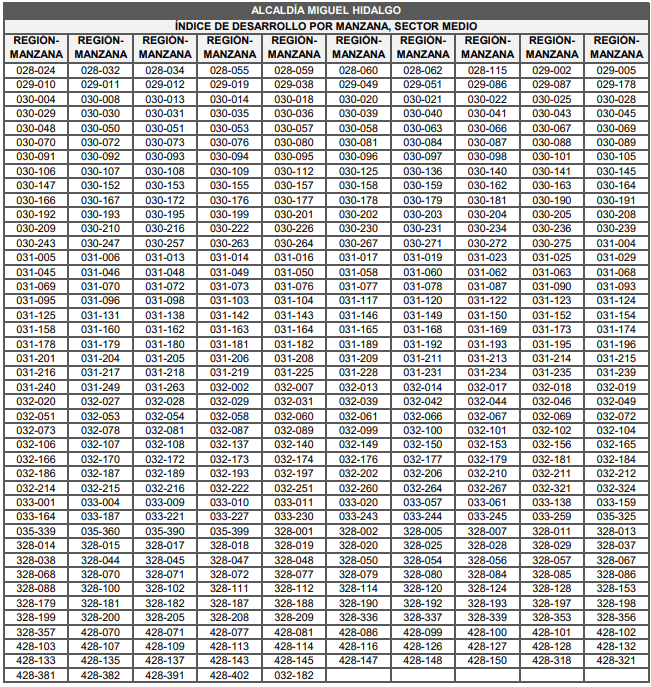 ALCALDÍA MIGUEL HIDALGO
ÍNDICE DE DESARROLLO POR MANZANA, SECTOR MEDIO
REGIÓN- REGIÓN- REGIÓN- REGIÓN- REGIÓN- REGIÓN- REGIÓN- REGIÓN- REGIÓN- REGIÓN-
MANZANA MANZANA MANZANA MANZANA MANZANA MANZANA MANZANA MANZANA MANZANA MANZANA
028-024 028-032 028-034 028-055 028-059 028-060 028-062 028-115 029-002 029-005
029-010 029-011 029-012 029-019 029-038 029-049 029-051 029-086 029-087 029-178
030-004 030-008 030-013 030-014 030-018 030-020 030-021 030-022 030-025 030-028
030-029 030-030 030-031 030-035 030-036 030-039 030-040 030-041 030-043 030-045
030-048 030-050 030-051 030-053 030-057 030-058 030-063 030-066 030-067 030-069
030-070 030-072 030-073 030-076 030-080 030-081 030-084 030-087 030-088 030-089
030-091 030-092 030-093 030-094 030-095 030-096 030-097 030-098 030-101 030-105
030-106 030-107 030-108 030-109 030-112 030-125 030-136 030-140 030-141 030-145
030-147 030-152 030-153 030-155 030-157 030-158 030-159 030-162 030-163 030-164
030-166 030-167 030-172 030-176 030-177 030-178 030-179 030-181 030-190 030-191
030-192 030-193 030-195 030-199 030-201 030-202 030-203 030-204 030-205 030-208
030-209 030-210 030-216 030-222 030-226 030-230 030-231 030-234 030-236 030-239
030-243 030-247 030-257 030-263 030-264 030-267 030-271 030-272 030-275 031-004
031-005 031-006 031-013 031-014 031-016 031-017 031-019 031-023 031-025 031-029
031-045 031-046 031-048 031-049 031-050 031-058 031-060 031-062 031-063 031-068
031-069 031-070 031-072 031-073 031-076 031-077 031-078 031-087 031-090 031-093
031-095 031-096 031-098 031-103 031-104 031-117 031-120 031-122 031-123 031-124
031-125 031-131 031-138 031-142 031-143 031-146 031-149 031-150 031-152 031-154
031-158 031-160 031-162 031-163 031-164 031-165 031-168 031-169 031-173 031-174
031-178 031-179 031-180 031-181 031-182 031-189 031-192 031-193 031-195 031-196
031-201 031-204 031-205 031-206 031-208 031-209 031-211 031-213 031-214 031-215
031-216 031-217 031-218 031-219 031-225 031-228 031-231 031-234 031-235 031-239
031-240 031-249 031-263 032-002 032-007 032-013 032-014 032-017 032-018 032-019
032-020 032-027 032-028 032-029 032-031 032-039 032-042 032-044 032-046 032-049
032-051 032-053 032-054 032-058 032-060 032-061 032-066 032-067 032-069 032-072
032-073 032-078 032-081 032-087 032-089 032-099 032-100 032-101 032-102 032-104
032-106 032-107 032-108 032-137 032-140 032-149 032-150 032-153 032-156 032-165
032-166 032-170 032-172 032-173 032-174 032-176 032-177 032-179 032-181 032-184
032-186 032-187 032-189 032-193 032-197 032-202 032-206 032-210 032-211 032-212
032-214 032-215 032-216 032-222 032-251 032-260 032-264 032-267 032-321 032-324
033-001 033-004 033-009 033-010 033-011 033-020 033-057 033-061 033-138 033-159
033-164 033-187 033-221 033-227 033-230 033-243 033-244 033-245 033-259 035-325
035-339 035-360 035-390 035-399 328-001 328-002 328-005 328-007 328-011 328-013
328-014 328-015 328-017 328-018 328-019 328-020 328-025 328-028 328-029 328-037
328-038 328-044 328-045 328-047 328-048 328-050 328-054 328-056 328-057 328-067
328-068 328-070 328-071 328-072 328-077 328-079 328-080 328-084 328-085 328-086
328-088 328-100 328-102 328-111 328-112 328-114 328-120 328-124 328-128 328-153
328-179 328-181 328-182 328-187 328-188 328-190 328-192 328-193 328-197 328-198
328-199 328-200 328-205 328-208 328-209 328-336 328-337 328-339 328-353 328-356
328-357 428-070 428-071 428-077 428-081 428-086 428-099 428-100 428-101 428-102
428-103 428-107 428-109 428-113 428-114 428-116 428-126 428-127 428-128 428-132
428-133 428-135 428-137 428-143 428-145 428-147 428-148 428-150 428-318 428-321
428-381 428-382 428-391 428-402 032-182